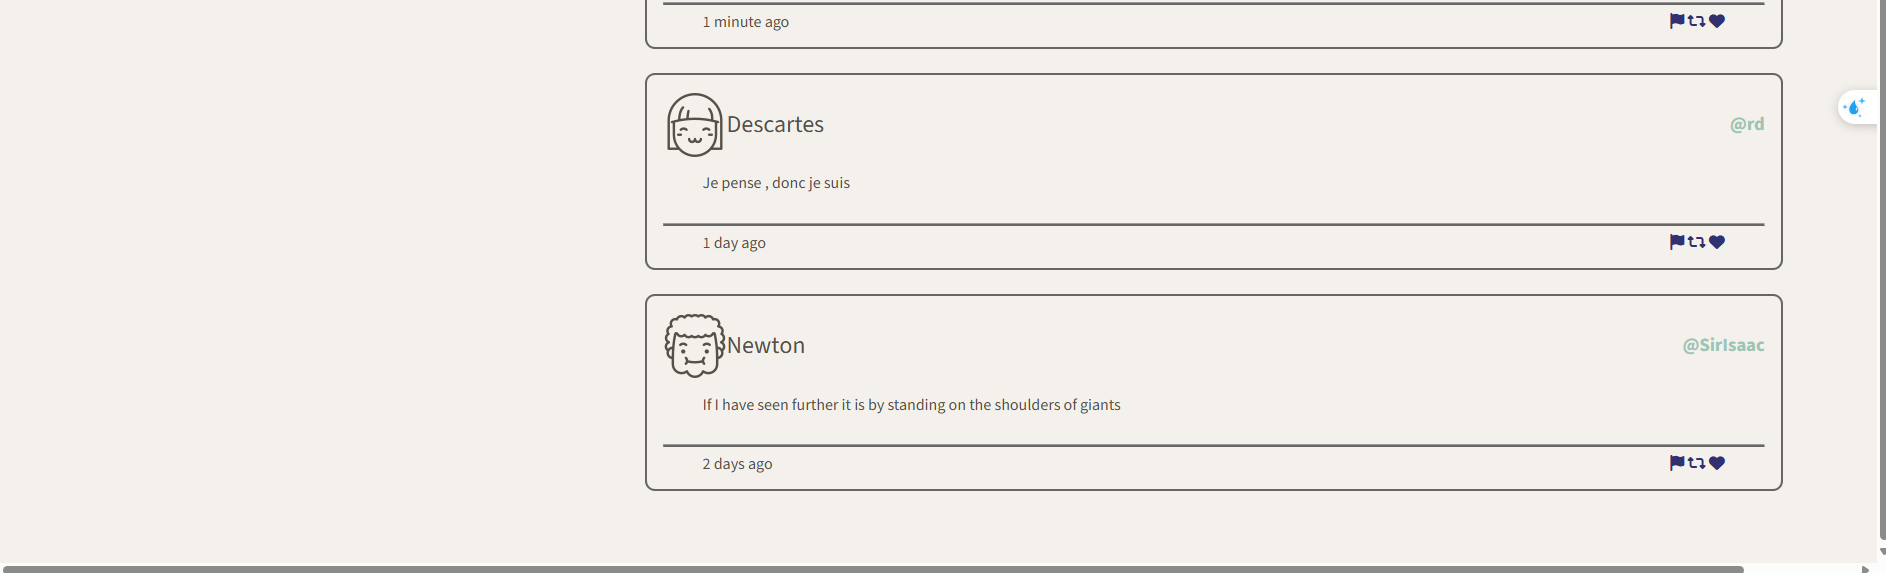 1 minute ago
Descartes
@rd
Je pense , donc je suis
1 day ago
Newton
@SirIsaac
If I have seen further it is by standing on the shoulders of giants
2 days ago